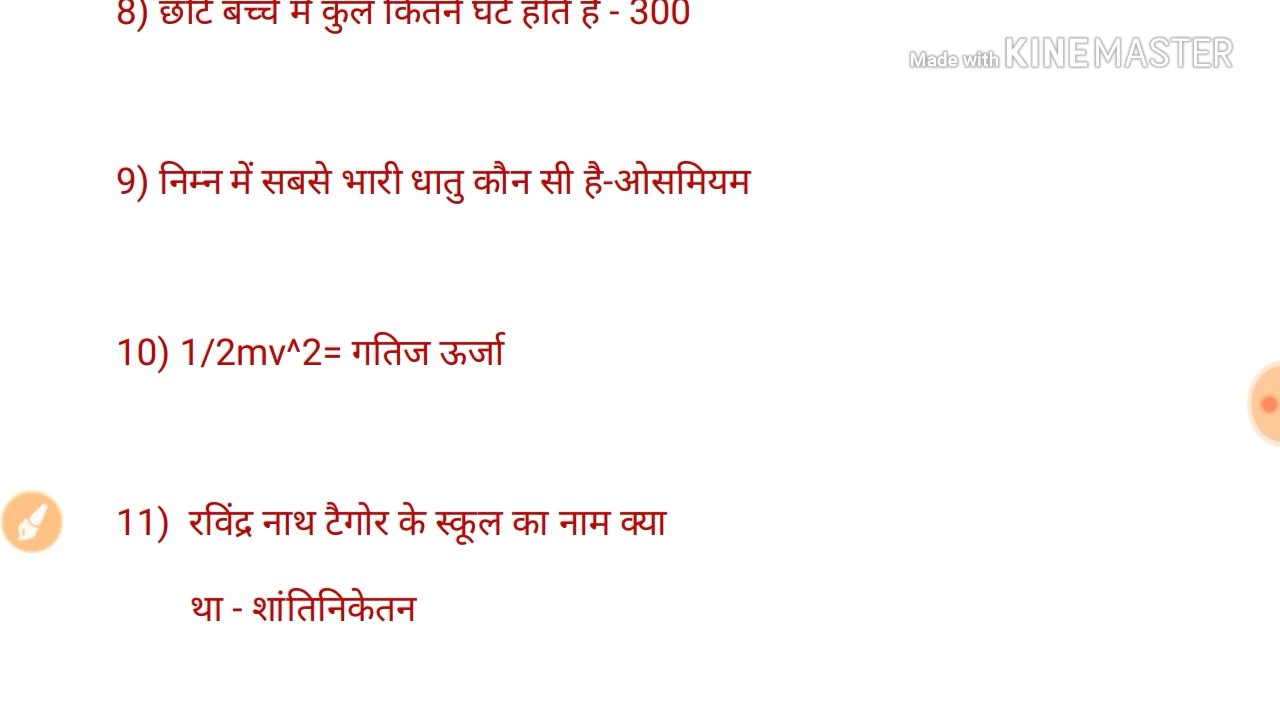 8) छोटे बच्चे में कुल कितने घंटे होते हैं - 300
Made with KINEMASTER
9) निम्न में सबसे भारी धातु कौन सी है-ओसमियम
10) 1/2mv^2= गतिज ऊर्जा
11) रविंद्र नाथ टैगोर के स्कूल का नाम क्या
था - शांतिनिकेतन